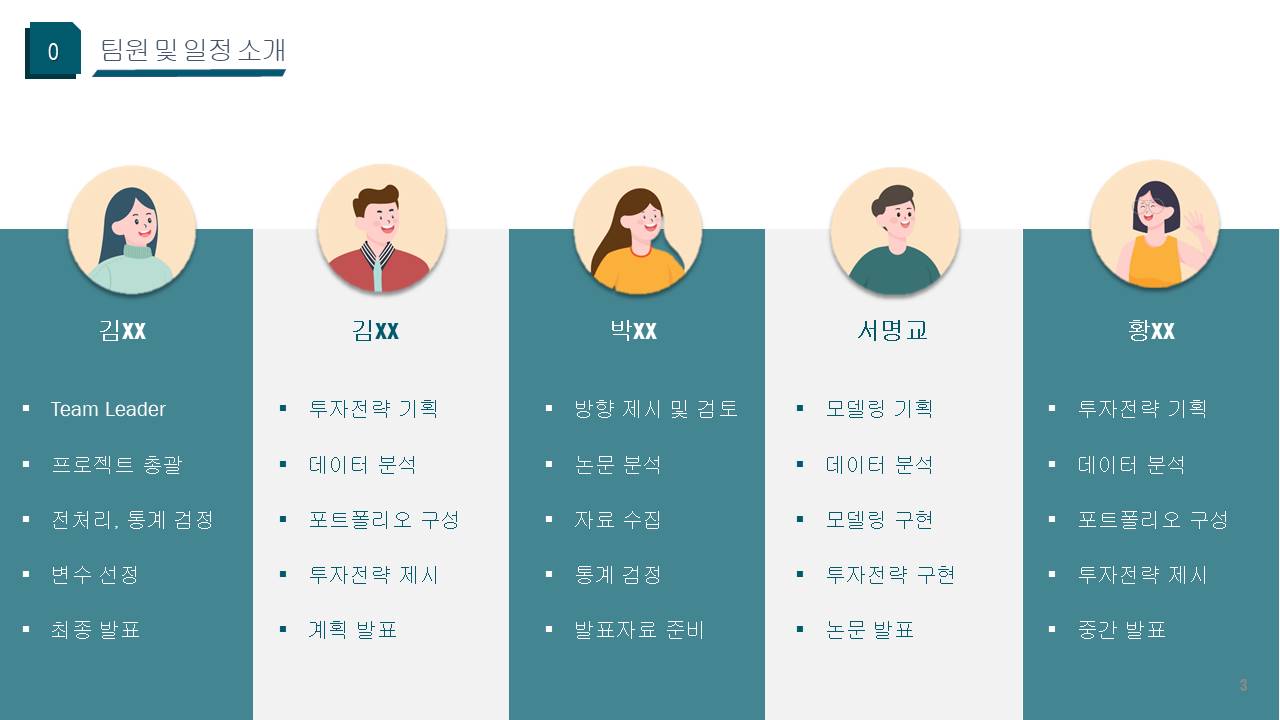 0
팀원 및 일정 소개
김XX
Team Leader
프로젝트 총괄
전처리, 통계 검정
변수 선정
최종 발표
김XX
투자전략 기획
데이터 분석
포트폴리오 구성
투자전략 제시
계획 발표
박XX
방향 제시 및 검토
논문 분석
자료 수집
통계 검정
발표자료 준비
서명교
모델링 기획
데이터 분석
모델링 구현
투자전략 구현
논문 발표
황XX
투자전략 기획
데이터 분석
포트폴리오 구성
투자전략 제시
중간 발표
3